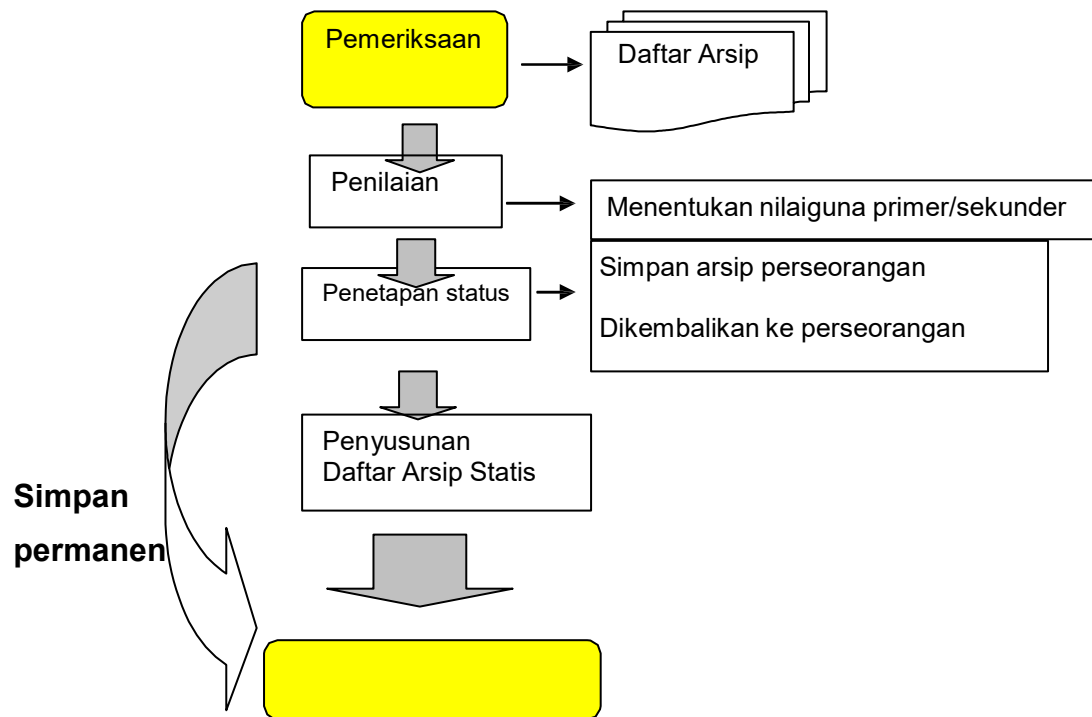 Pemeriksaan
Daftar Arsip
Penilaian
Menentukan nilaiguna primer/sekunder
Penetapan status
Simpan arsip perseorangan
Dikembalikan ke perseorangan
Penyusunan
Daftar Arsip Statis
Simpan
permanen